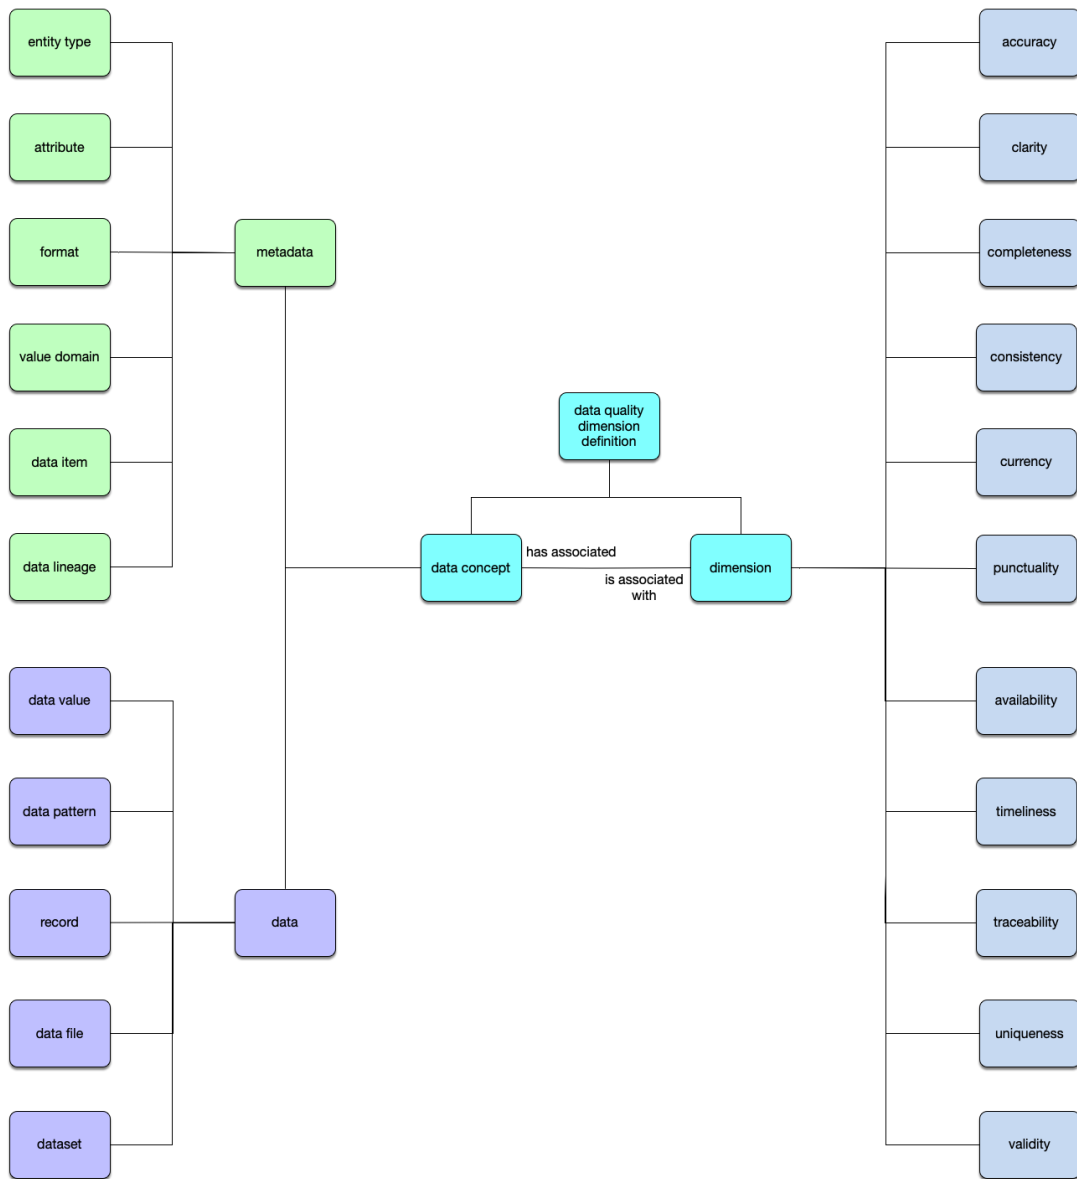 entity type
attribute
format
value domain
data item
data lineage
metadata
data value
data pattern
record
data file
dataset
data
data quality
dimension
definition
data concept
has associated
is associated
with
dimension
accuracy
clarity
completeness
consistency
currency
punctuality
availability
timeliness
traceability
uniqueness
validity